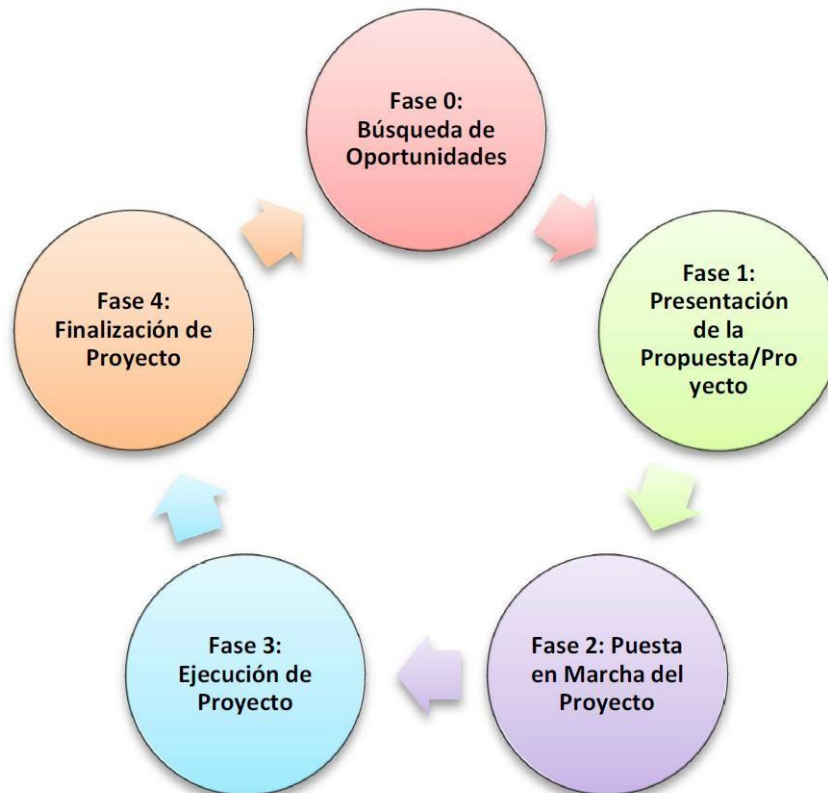 Fase 0:
Búsqueda de
Oportunidades
Fase 1:
Presentación
de la
Propuesta/Pro
yecto
Fase 2: Puesta
en Marcha del
Proyecto
Fase 3:
Ejecución de
Proyecto
Fase 4:
Finalización de
Proyecto